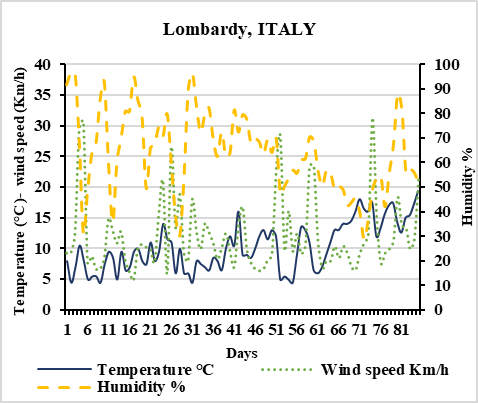 Lombardy, ITALY
Temperature (°C)- wind speed (Km/h)
40
35
30
25
20
15
10
5
0
100
90
80
70
60
50
40
30
20
10
0
Humidity %
1 6 11 16 21 26 31 36 41 46 51 56 61 66 71 76 81
Days
Temperature °C
Wind speed Km/h
Humidity %